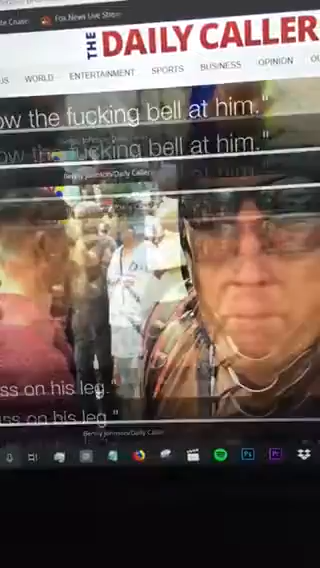 Fox News Live Stream
THE DAILY CALLER
WORLD ENTERTAINMENT SPORTS BUSINESS OPINION
ow the fucking bell at him."
ow the fucking bell at him."
Benny Johnson/Daily Caller
ss on his leg."
ss on his leg."
Benny Johnson/Daily Caller
Ps
Pr